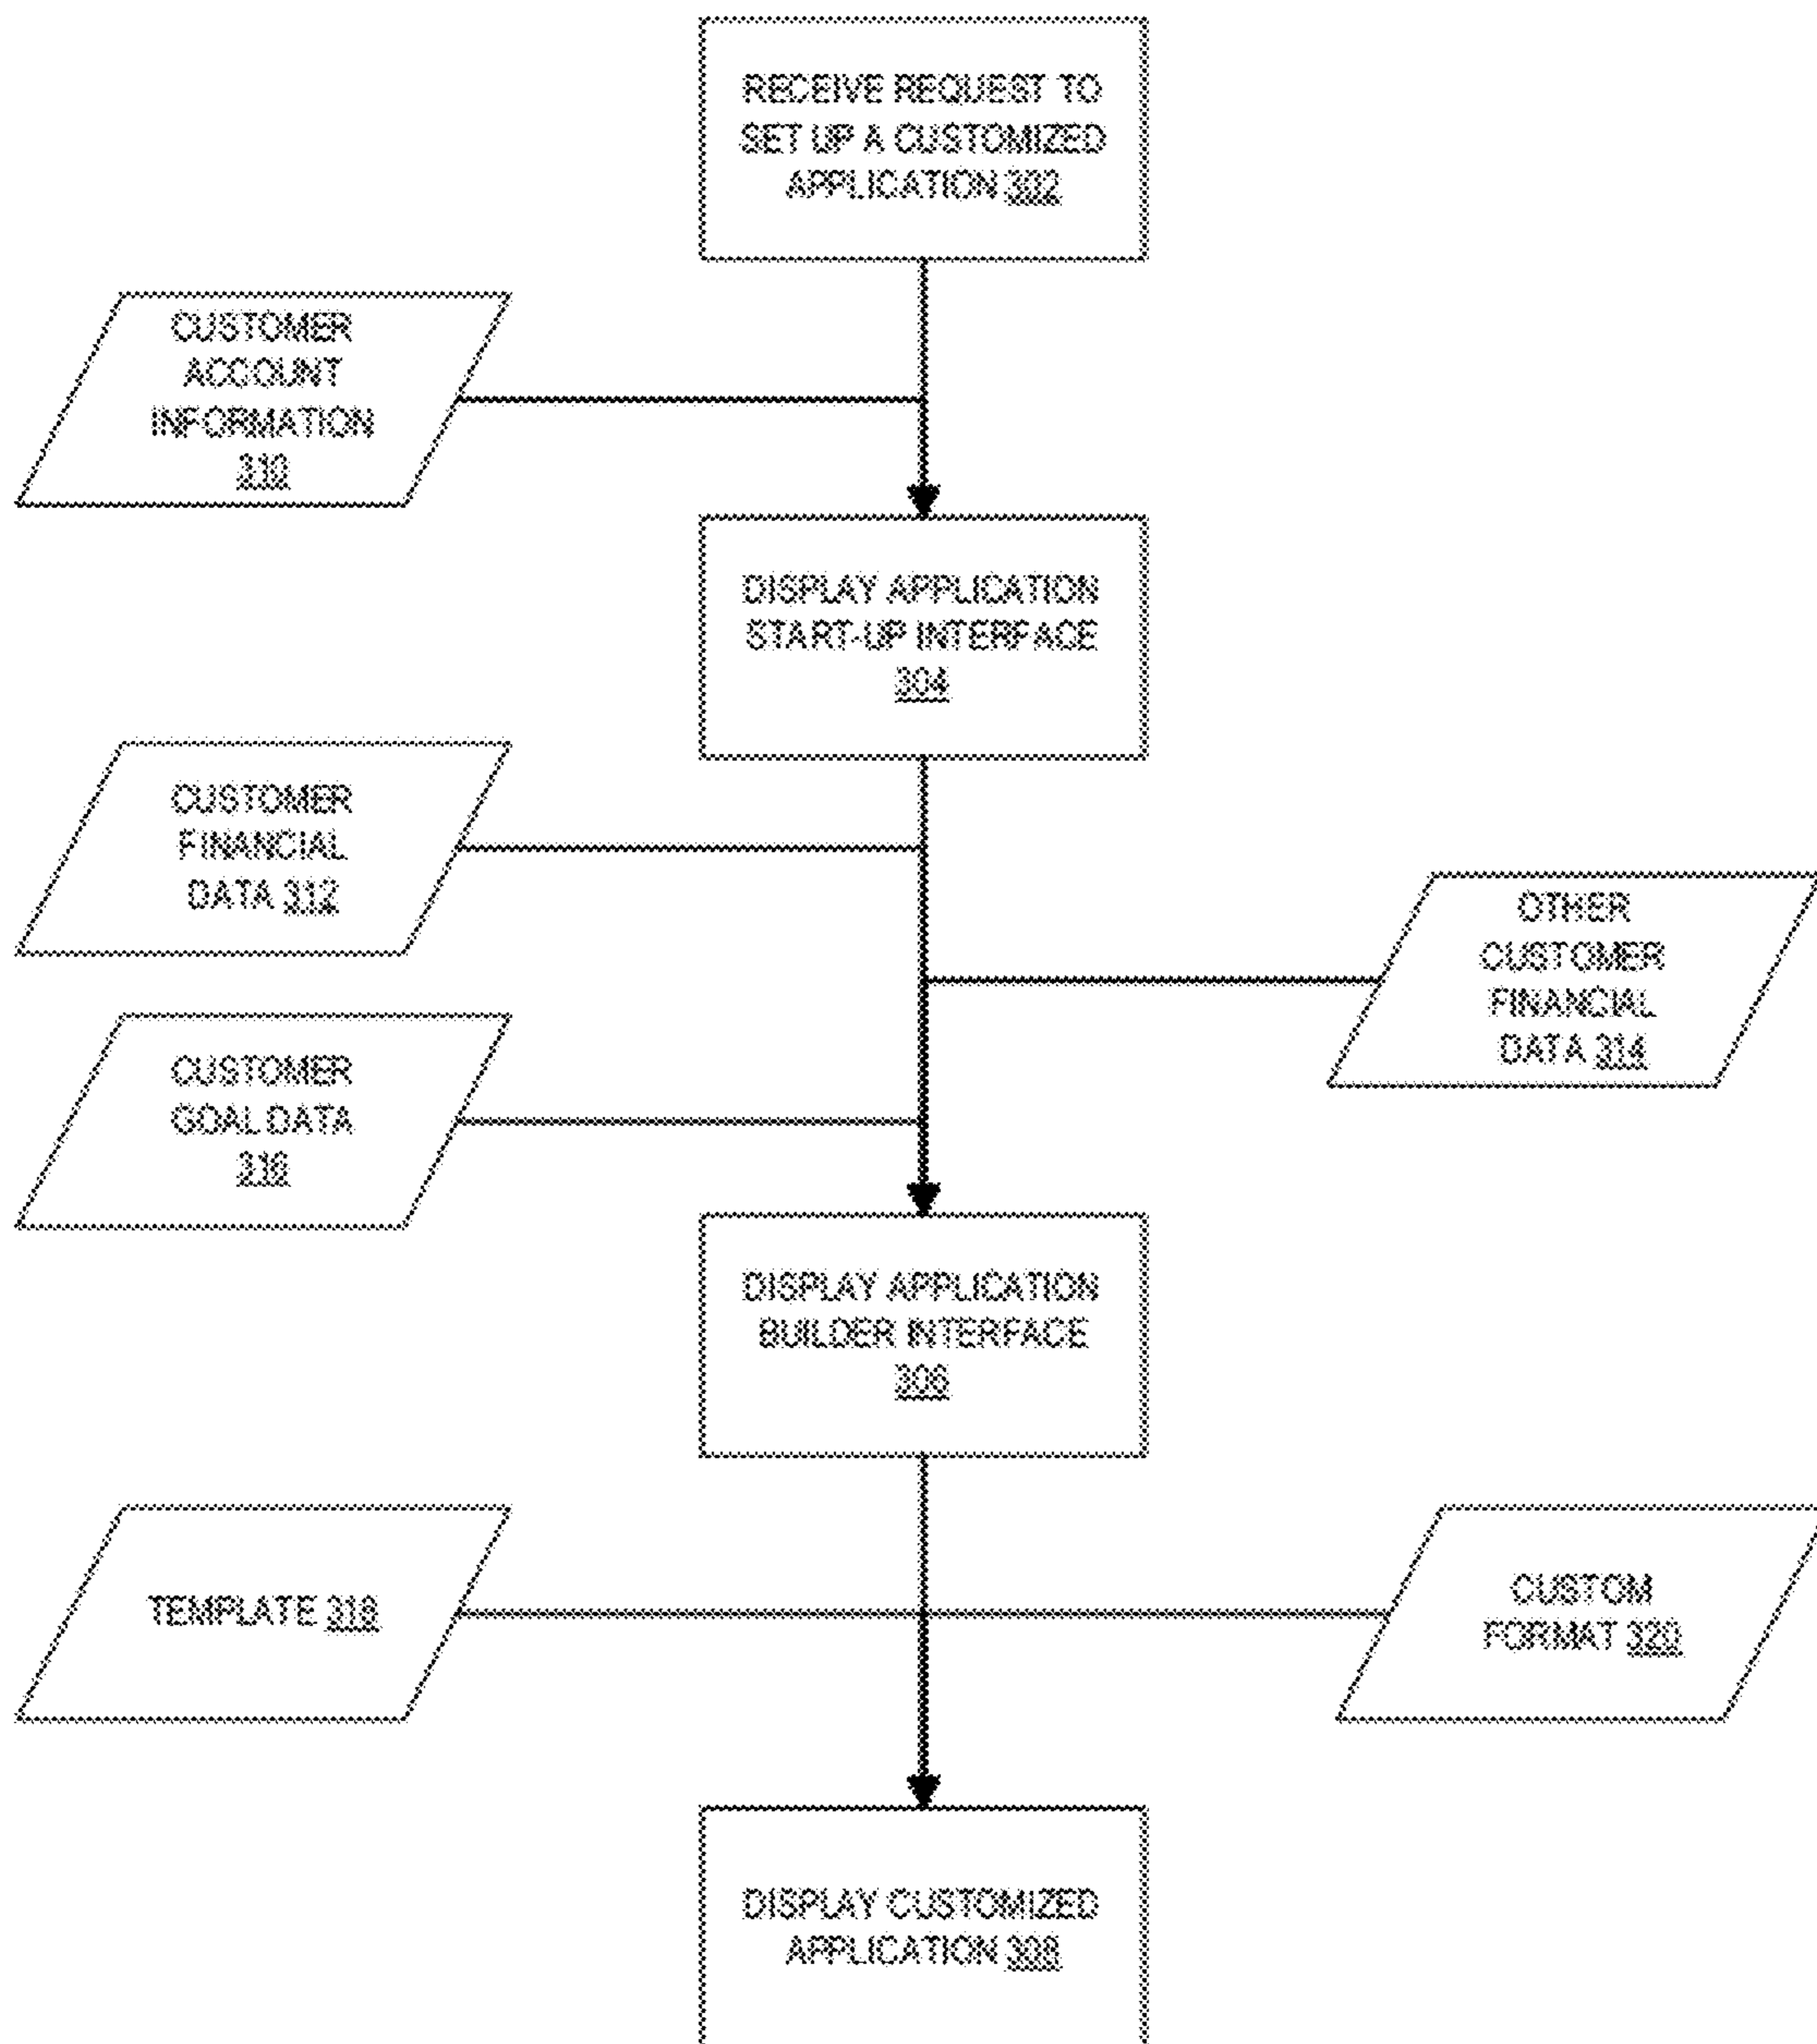 RECEIVE REQUEST TO
SET UP A CUSTOMIZED
APPLICATION 302
CUSTOMER
ACCOUNT
INFORMATION
310
DISPLAY APPLICATION
START-UP INTERFACE
304
CUSTOMER
FINANCIAL
DATA 312
OTHER
CUSTOMER
FINANCIAL
DATA 314
CUSTOMER
GOAL DATA
316
DISPLAY APPLICATION
BUILDER INTERFACE
306
TEMPLATE 318
CUSTOM
FORMAT 320
DISPLAY CUSTOMIZED
APPLICATION 308